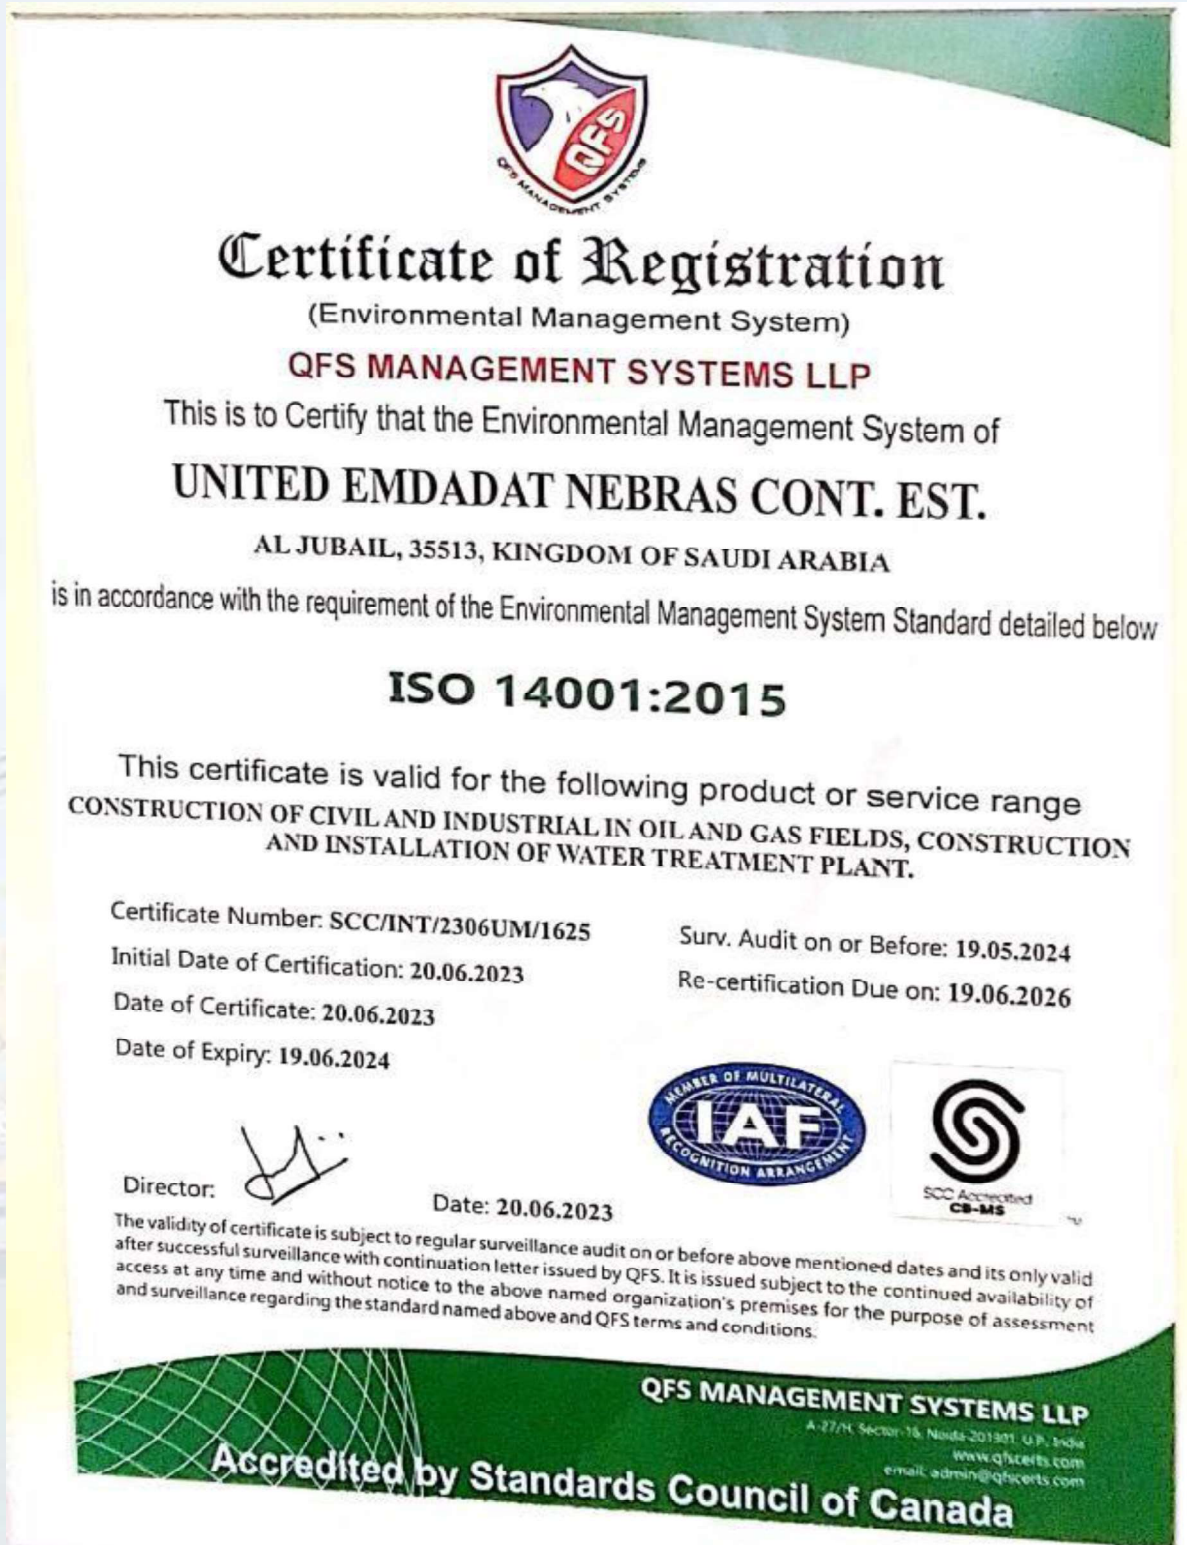 QFS
QFS MANAGEMENT SYSTEMS
Certificate of Registration
(Environmental Management System)
QFS MANAGEMENT SYSTEMS LLP
This is to Certify that the Environmental Management System of
UNITED EMDADAT NEBRAS CONT. EST.
AL JUBAIL, 35513, KINGDOM OF SAUDI ARABIA
is in accordance with the requirement of the Environmental Management System Standard detailed below
ISO 14001:2015
This certificate is valid for the following product or service range
CONSTRUCTION OF CIVIL AND INDUSTRIAL IN OIL AND GAS FIELDS, CONSTRUCTION
AND INSTALLATION OF WATER TREATMENT PLANT.
Certificate Number: SCC/INT/2306UM/1625
Initial Date of Certification: 20.06.2023
Date of Certificate: 20.06.2023
Date of Expiry: 19.06.2024
Surv. Audit on or Before: 19.05.2024
Re-certification Due on: 19.06.2026
MEMBER OF MULTILATERAL
IAF
RECOGNITION ARRANGEMENT
SCC Accredited
CB-MS
Director:
Date: 20.06.2023
The validity of certificate is subject to regular surveillance audit on or before above mentioned dates and its only valid
after successful surveillance with continuation letter issued by QFS. It is issued subject to the continued availability of
access at any time and without notice to the above named organization's premises for the purpose of assessment
and surveillance regarding the standard named above and QFS terms and conditions.
QFS MANAGEMENT SYSTEMS LLP
A-27/H, Sector-16, Noida-201301, U.P., India
www.qfscerts.com
email: admin@qfscerts.com
Accredited by Standards Council of Canada